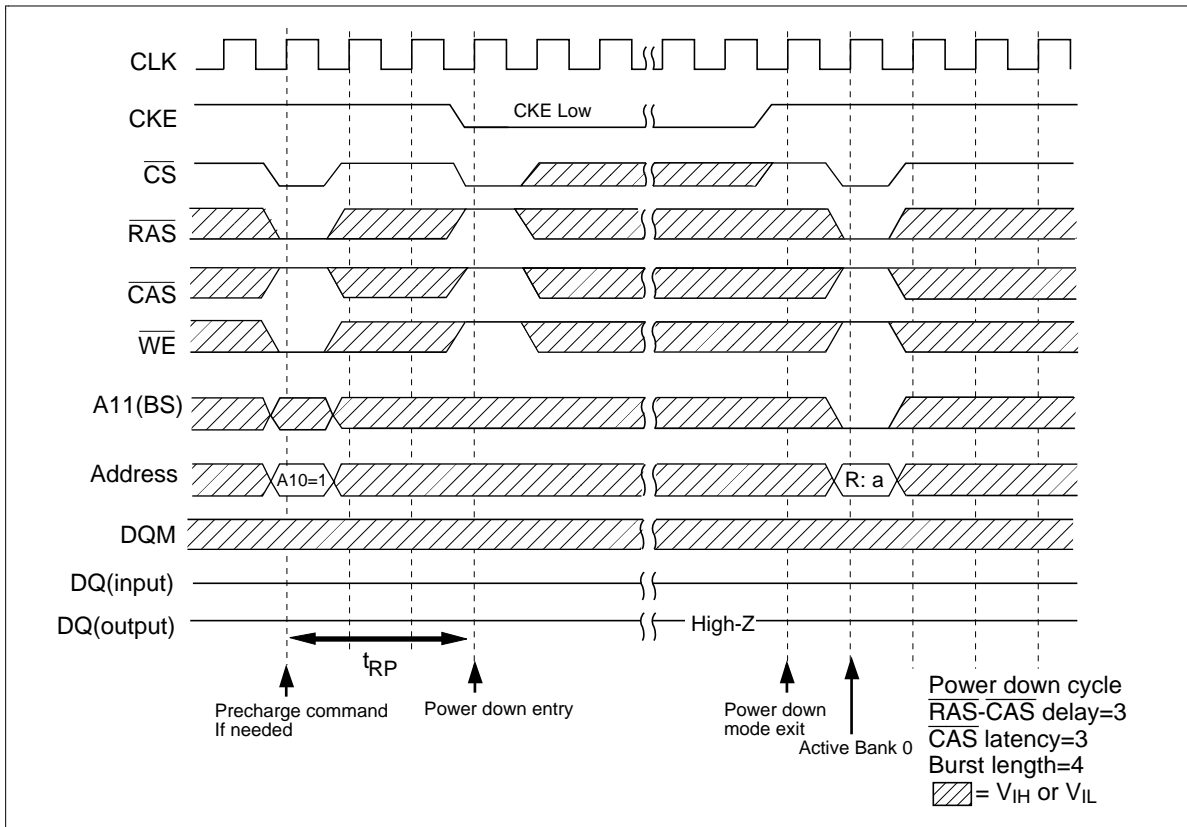 CLK
CKE
CKE Low
CS
RAS
CAS
WE
A11(BS)
Address
A10=1
R: a
DQM
DQ(input)
DQ(output)
High-Z
tRP
Precharge command
If needed
Power down entry
Power down
mode exit
Active Bank 0
Power down cycle
RAS-CAS delay=3
CAS latency=3
Burst length=4
= VIH or VIL